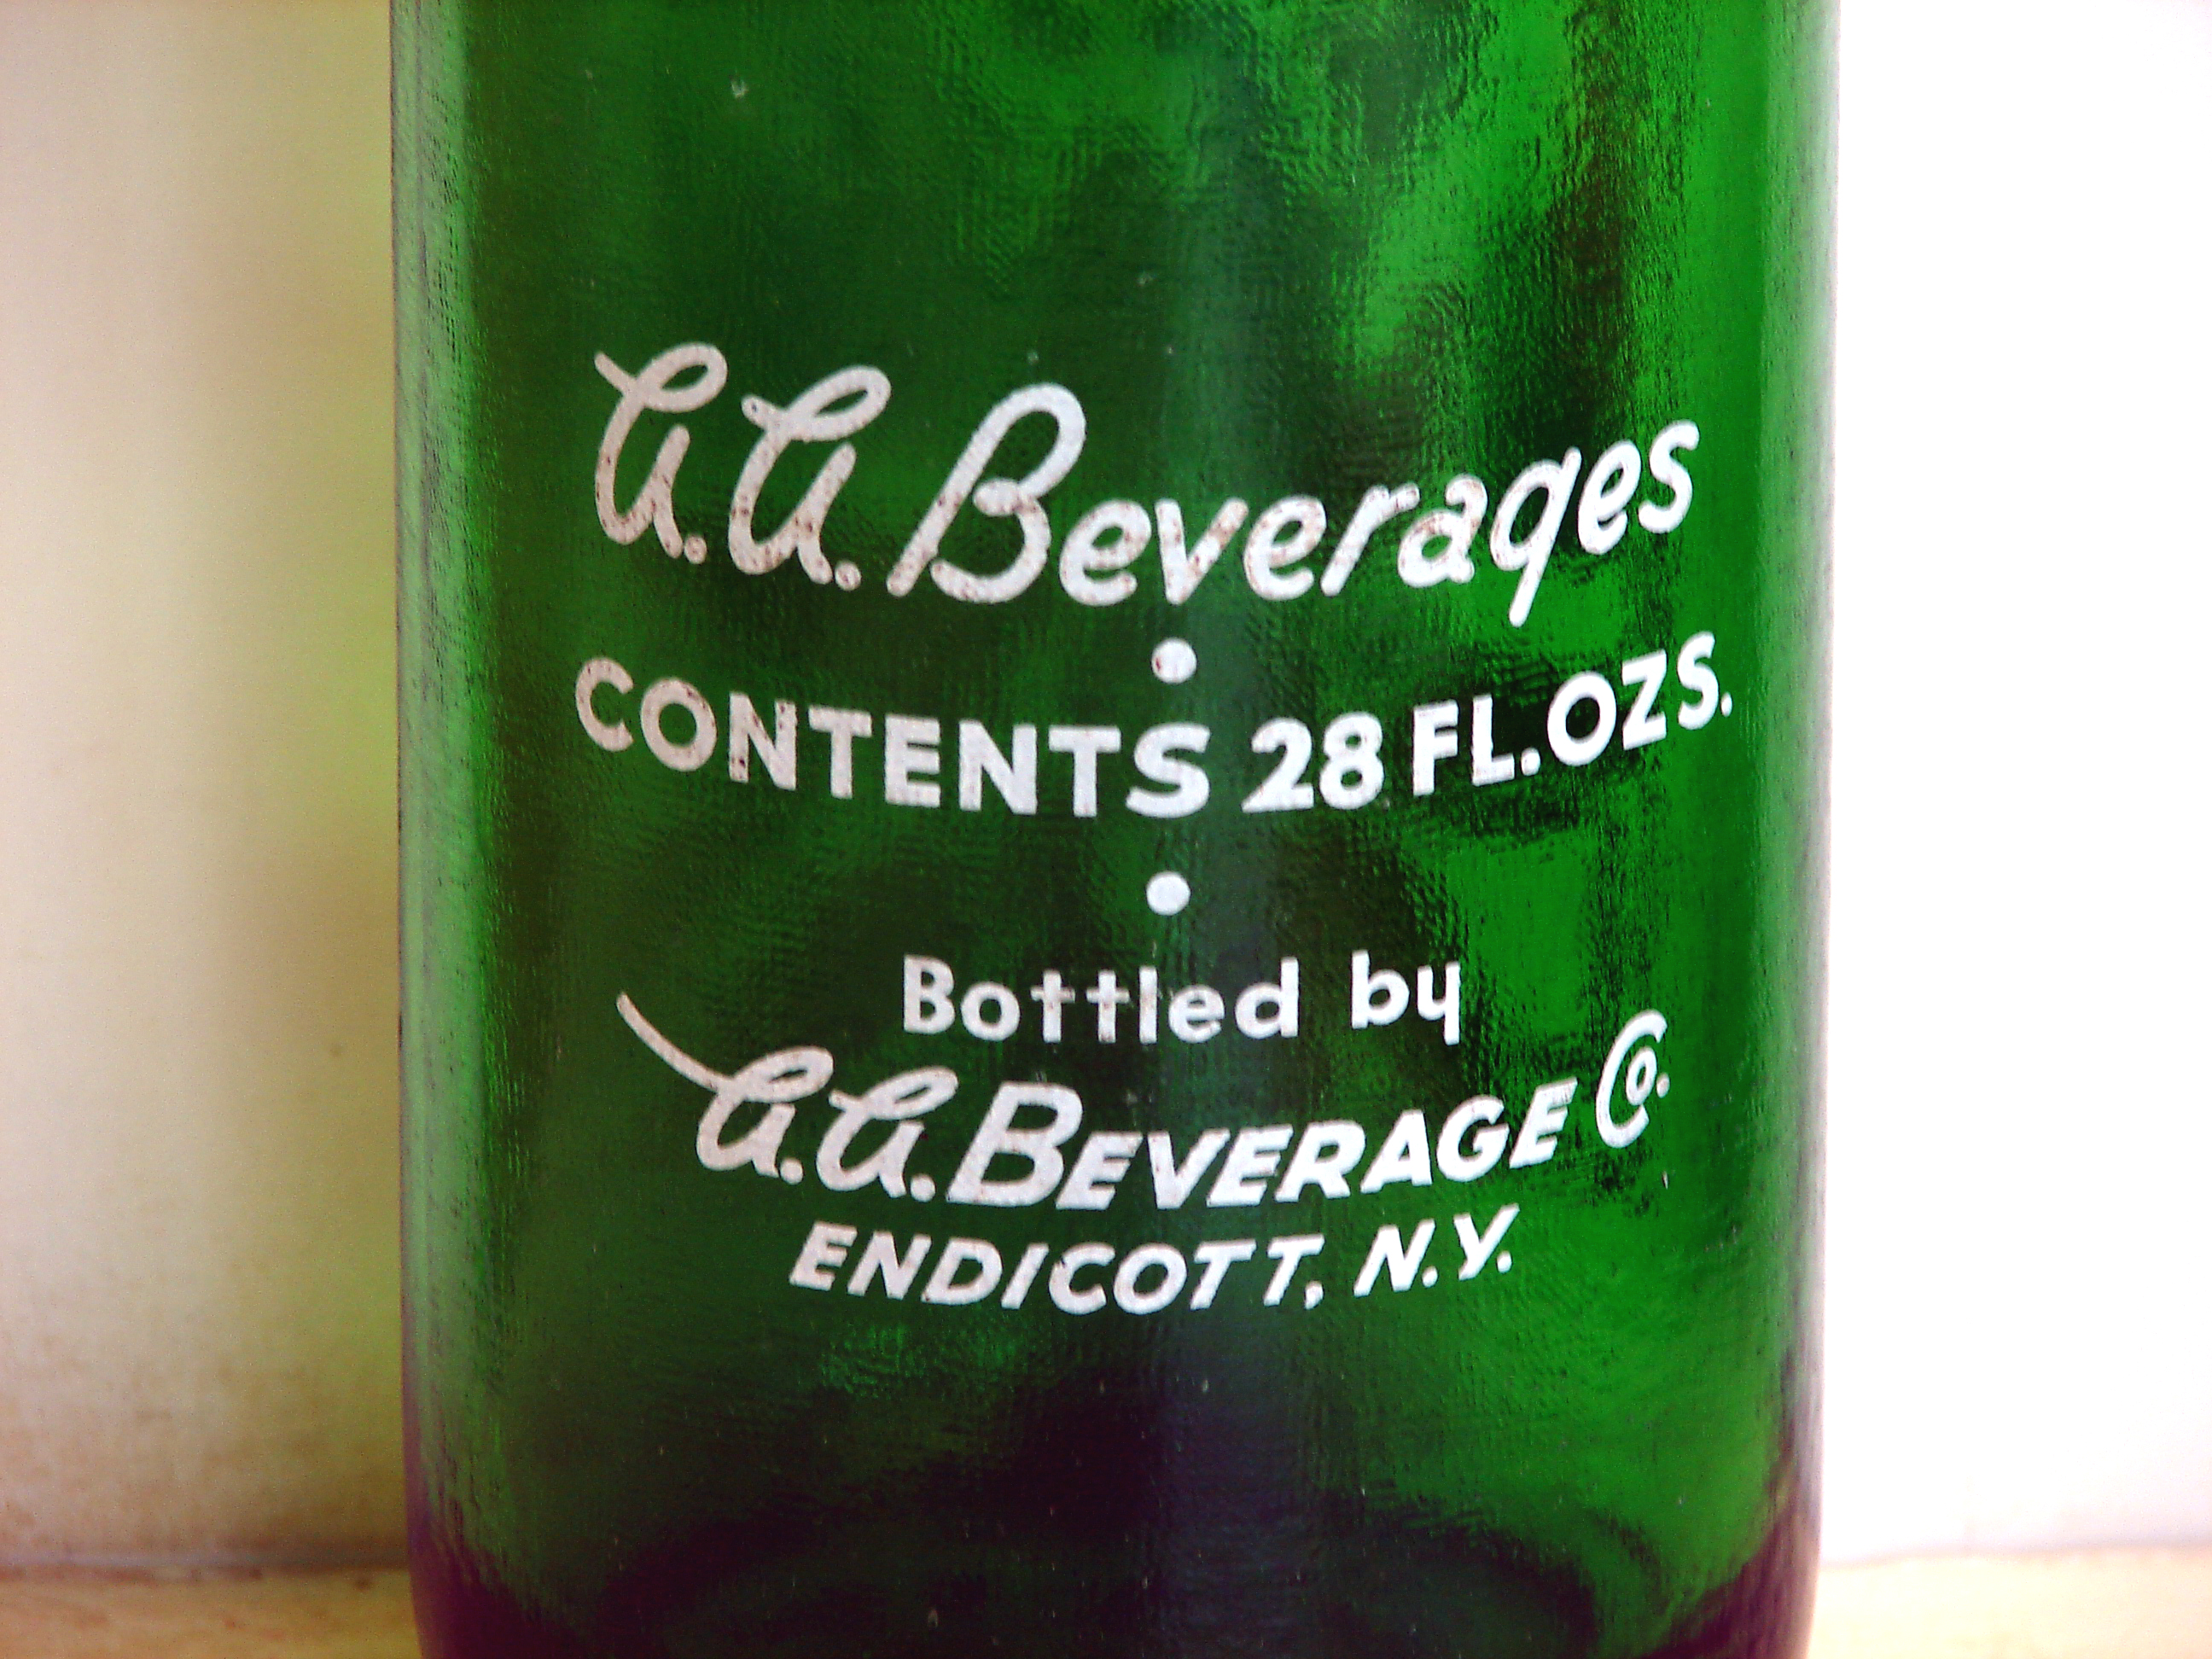 A.A. Beverages
CONTENTS 28 FL. OZS.
Bottled by
A.A. BEVERAGE Co.
ENDICOTT, N.Y.